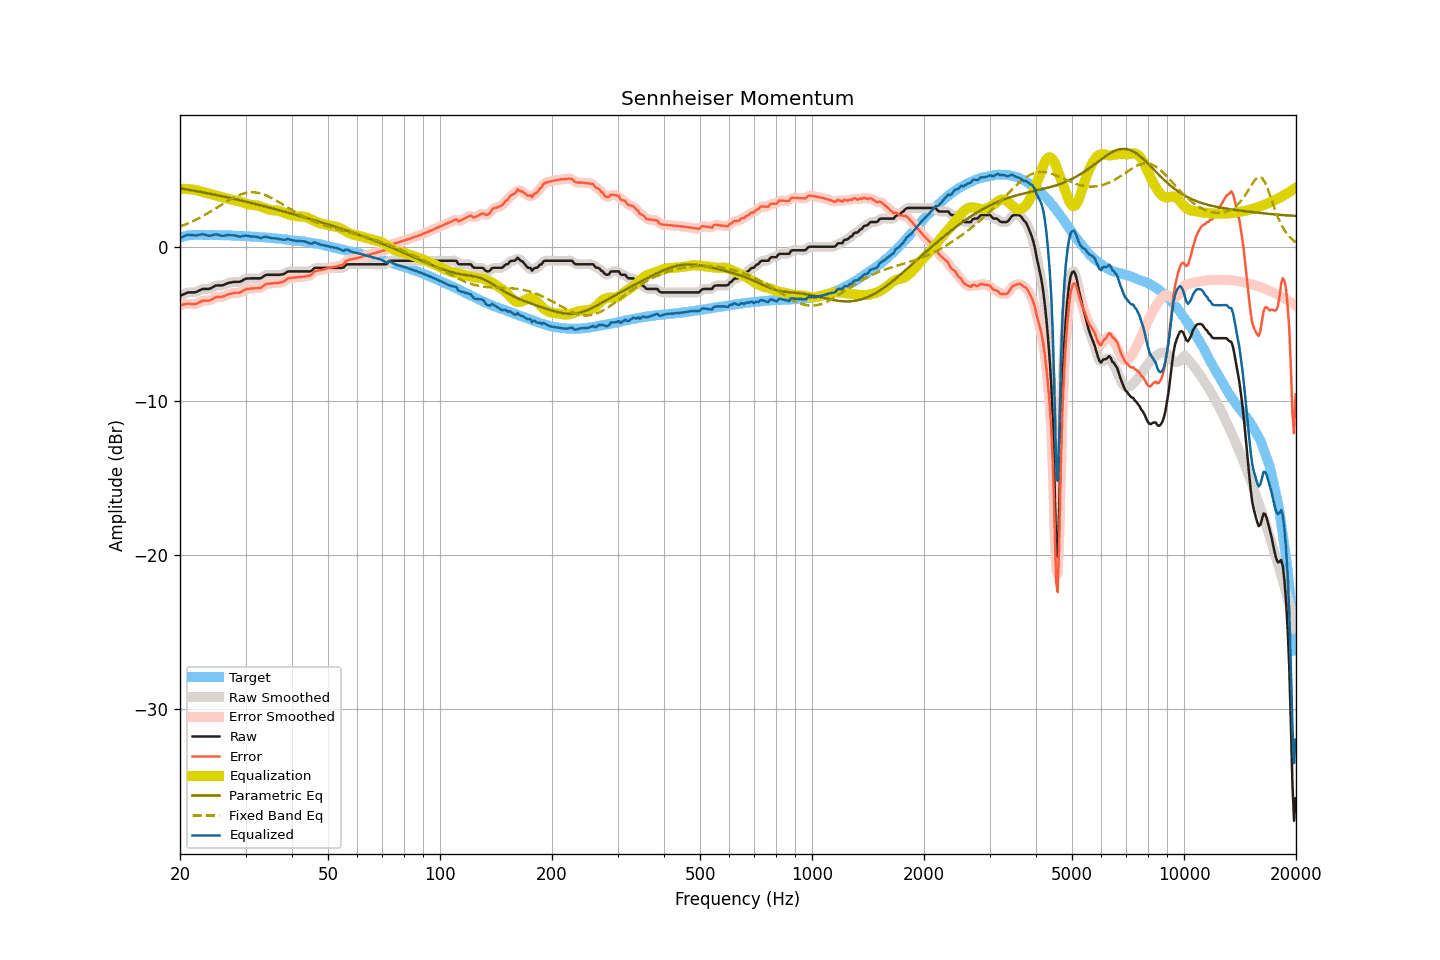 Sennheiser Momentum
Amplitude (dBr)
0
−10
−20
−30
Target
Raw Smoothed
Error Smoothed
Raw
Error
Equalization
Parametric Eq
Fixed Band Eq
Equalized
20 50 100 200 500 1000 2000 5000 10000 20000
Frequency (Hz)